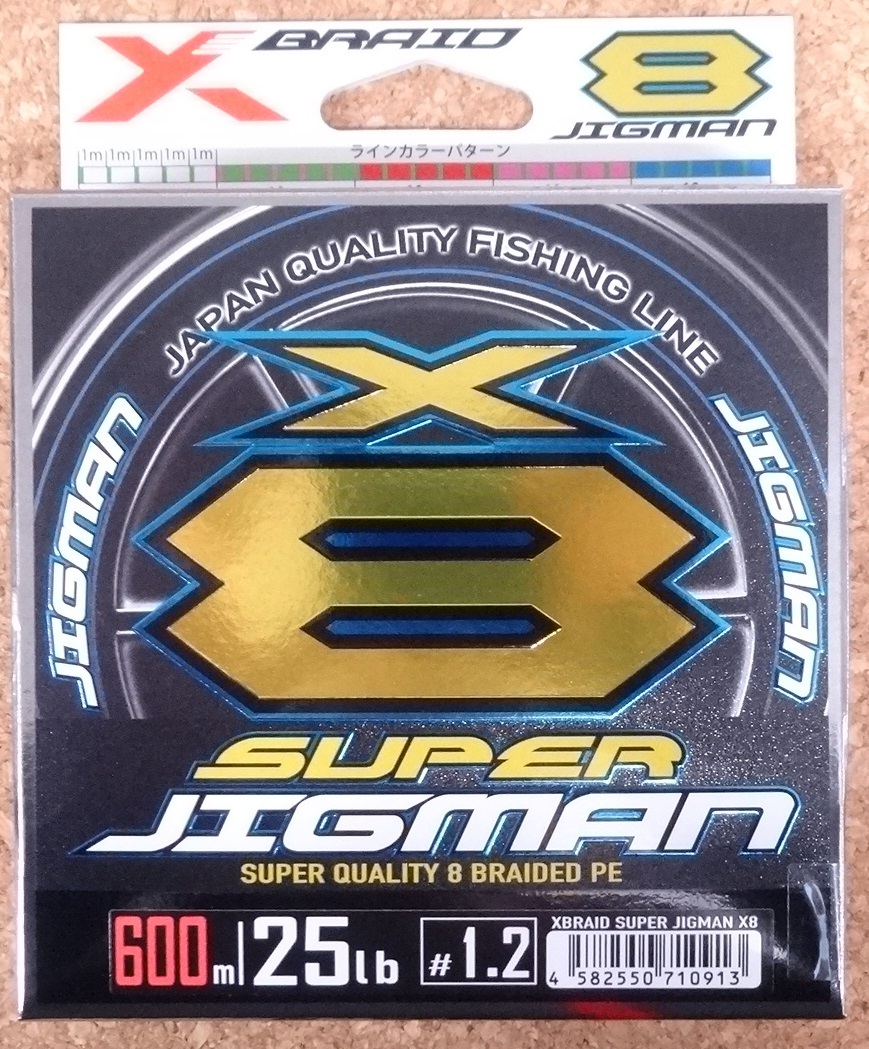 X BRAID
8
JIGMAN
1m 1m 1m 1m 1m
ラインカラーパターン
JAPAN QUALITY FISHING LINE
JIGMAN
JIGMAN
X
8
SUPER
JIGMAN
SUPER QUALITY 8 BRAIDED PE
600m 25lb #1.2
XBRAID SUPER JIGMAN X8
4 582550 710913